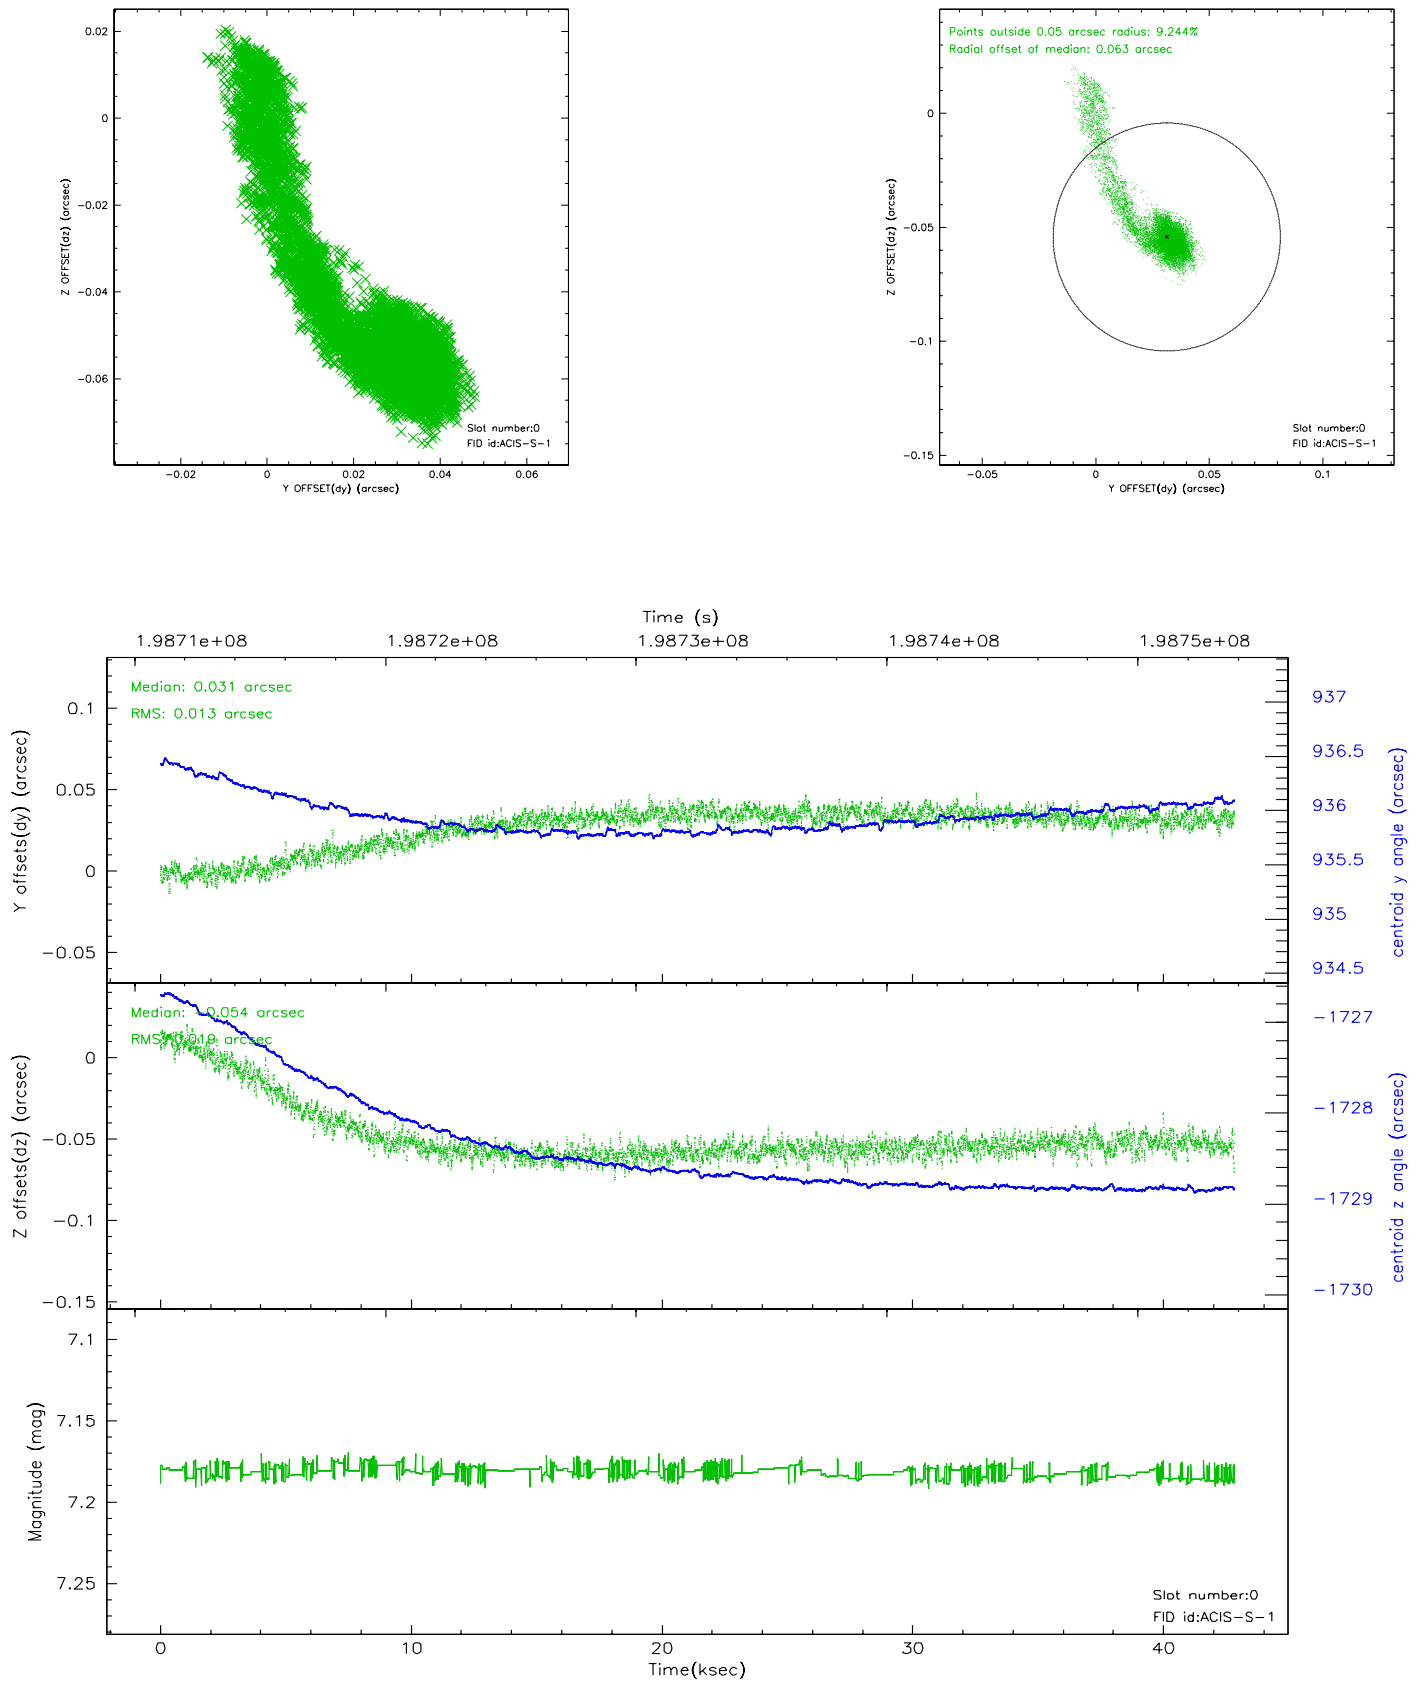 0.02
0
−0.02
−0.04
−0.06
Z OFFSET(dz) (arcsec)
Slot number:0
FID id:ACIS−S−1
−0.02 0 0.02 0.04 0.06
Y OFFSET(dy) (arcsec)
Points outside 0.05 arcsec radius: 9.244%
Radial offset of median: 0.063 arcsec
0
−0.05
−0.1
−0.15
Z OFFSET(dz) (arcsec)
Slot number:0
FID id:ACIS−S−1
−0.05 0 0.05 0.1
Y OFFSET(dy) (arcsec)
Time (s)
1.9871e+08 1.9872e+08 1.9873e+08 1.9874e+08 1.9875e+08
Median: 0.031 arcsec
RMS: 0.013 arcsec
0.1
0.05
0
−0.05
Y offsets(dy) (arcsec)
937
936.5
936
935.5
935
934.5
centroid y angle (arcsec)
Median: −0.054 arcsec
RMS: 0.019 arcsec
0
−0.05
−0.1
−0.15
Z offsets(dz) (arcsec)
−1727
−1728
−1729
−1730
centroid z angle (arcsec)
7.1
7.15
7.2
7.25
Magnitude (mag)
Slot number:0
FID id:ACIS−S−1
0 10 20 30 40
Time(ksec)